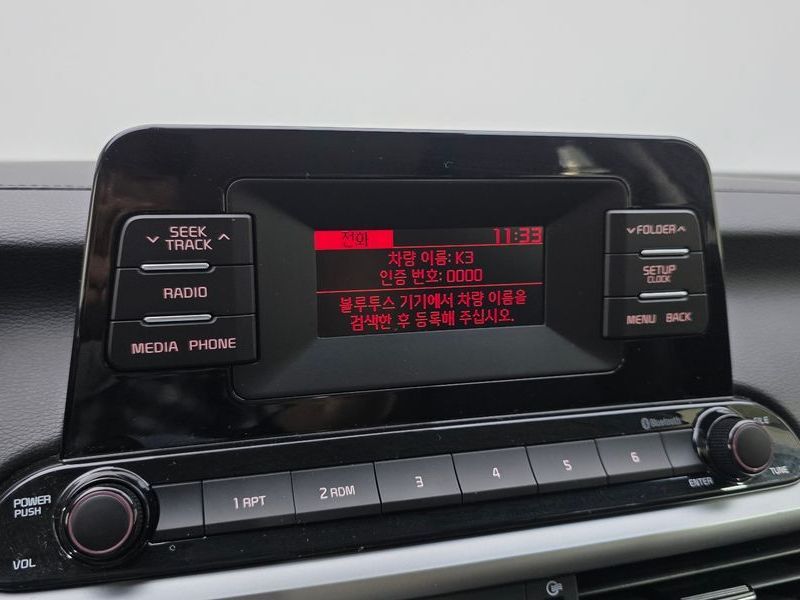 전화 11:33
차량 이름: K3
인증 번호: 0000
블루투스 기기에서 차량 이름을
검색한 후 등록해 주십시오.
SEEK
TRACK
RADIO
MEDIA PHONE
FOLDER
SETUP
CLOCK
MENU BACK
Bluetooth
POWER
PUSH
VOL
1 RPT
2 RDM
3
4
5
6
ENTER
TUNE